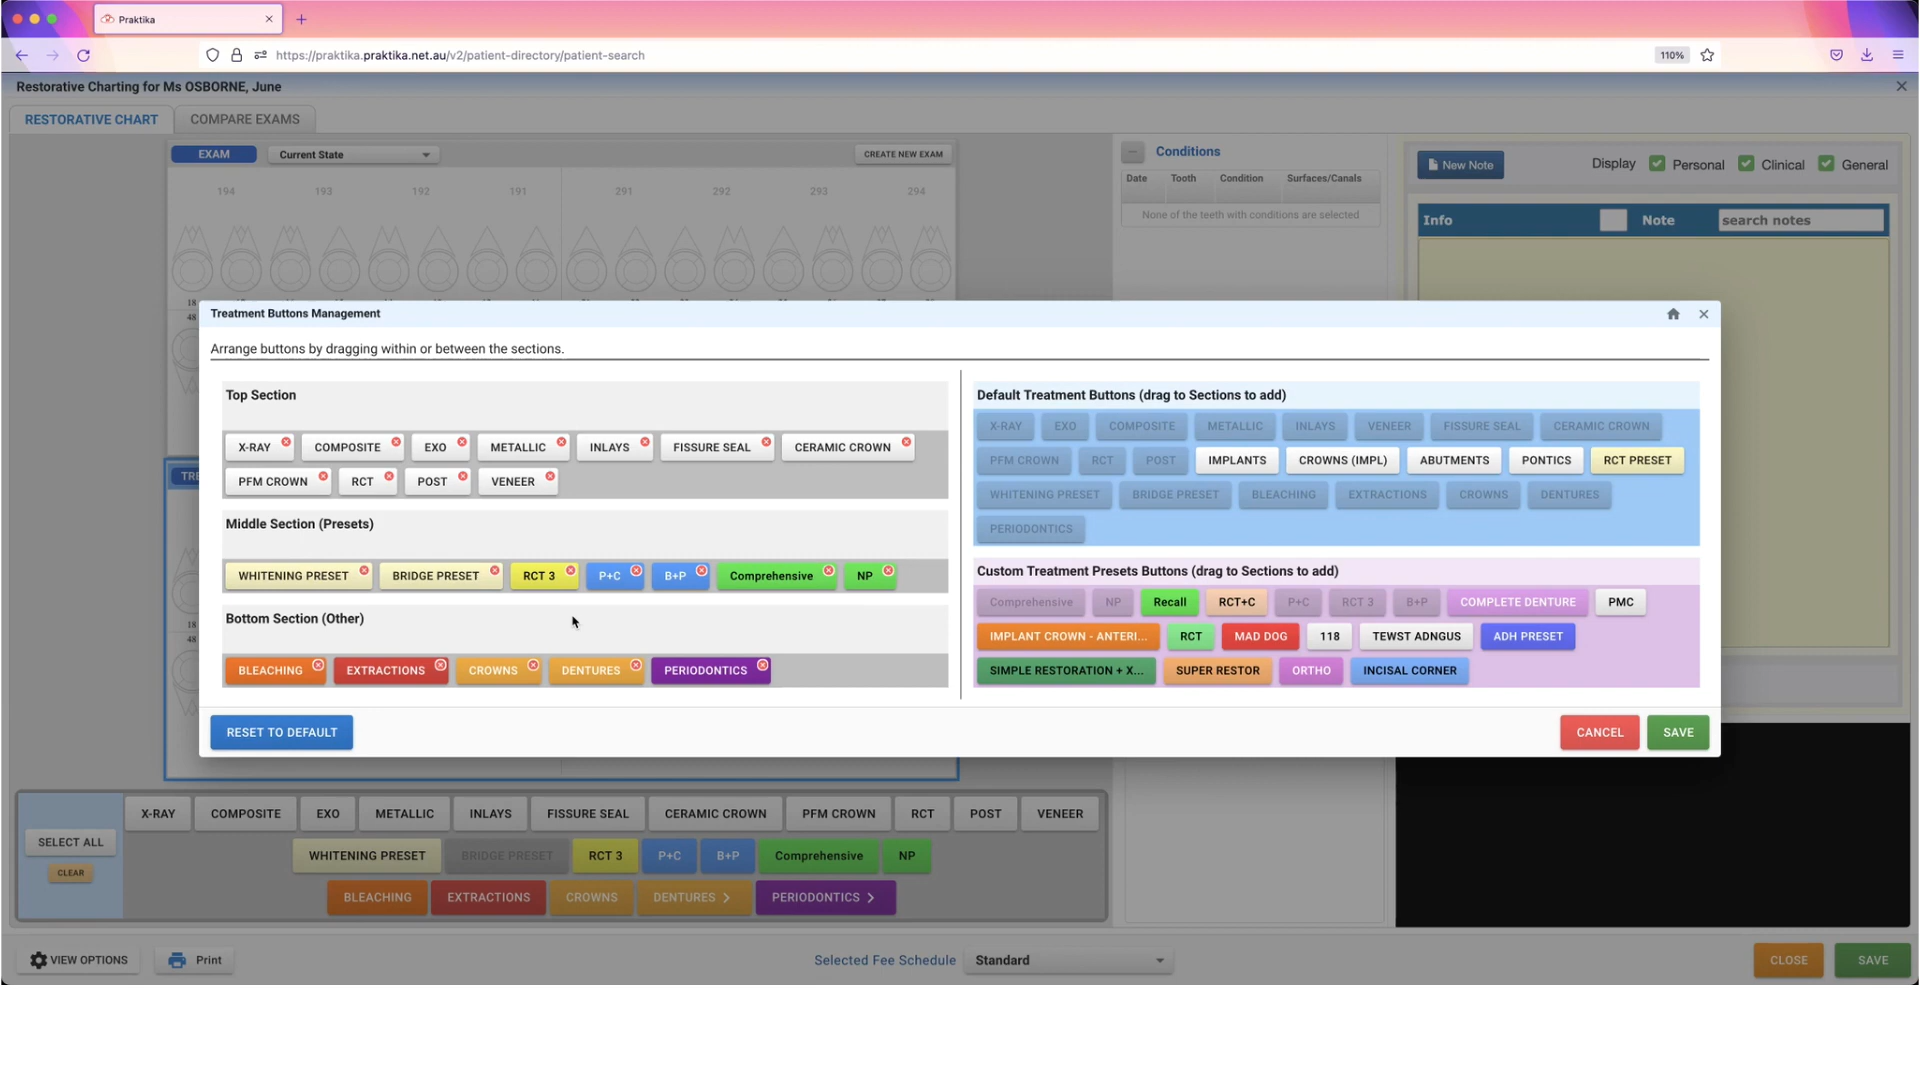 Praktika
https://praktika.praktika.net.au/v2/patient-directory/patient-search
110%
Restorative Charting for Ms OSBORNE, June
RESTORATIVE CHART
COMPARE EXAMS
EXAM
Current State
CREATE NEW EXAM
194 193 192 191 291 292 293 294
18
48
Conditions
Date Tooth Condition Surfaces/Canals
None of the teeth with conditions are selected
New Note
Display Personal Clinical General
Info Note search notes
Treatment Buttons Management
Arrange buttons by dragging within or between the sections.
Top Section
X-RAY COMPOSITE EXO METALLIC INLAYS FISSURE SEAL CERAMIC CROWN
PFM CROWN RCT POST VENEER
Middle Section (Presets)
WHITENING PRESET BRIDGE PRESET RCT 3 P+C B+P Comprehensive NP
Bottom Section (Other)
BLEACHING EXTRACTIONS CROWNS DENTURES PERIODONTICS
Default Treatment Buttons (drag to Sections to add)
X-RAY EXO COMPOSITE METALLIC INLAYS VENEER FISSURE SEAL CERAMIC CROWN
PFM CROWN RCT POST IMPLANTS CROWNS (IMPL) ABUTMENTS PONTICS RCT PRESET
WHITENING PRESET BRIDGE PRESET BLEACHING EXTRACTIONS CROWNS DENTURES
PERIODONTICS
Custom Treatment Presets Buttons (drag to Sections to add)
Comprehensive NP Recall RCT+C P+C RCT 3 B+P COMPLETE DENTURE PMC
IMPLANT CROWN - ANTERI... RCT MAD DOG 118 TEWST ADNGUS ADH PRESET
SIMPLE RESTORATION + X... SUPER RESTOR ORTHO INCISAL CORNER
RESET TO DEFAULT
CANCEL SAVE
TRE
18
48
SELECT ALL
CLEAR
X-RAY COMPOSITE EXO METALLIC INLAYS FISSURE SEAL CERAMIC CROWN PFM CROWN RCT POST VENEER
WHITENING PRESET BRIDGE PRESET RCT 3 P+C B+P Comprehensive NP
BLEACHING EXTRACTIONS CROWNS DENTURES PERIODONTICS
VIEW OPTIONS Print
Selected Fee Schedule Standard
CLOSE SAVE